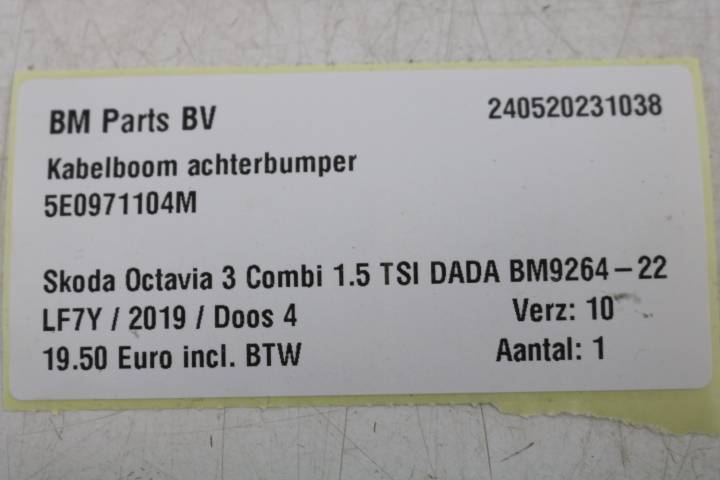 BM Parts BV 240520231038
Kabelboom achterbumper
5E0971104M
Skoda Octavia 3 Combi 1.5 TSI DADA BM9264-22
LF7Y / 2019 / Doos 4 Verz: 10
19.50 Euro incl. BTW Aantal: 1